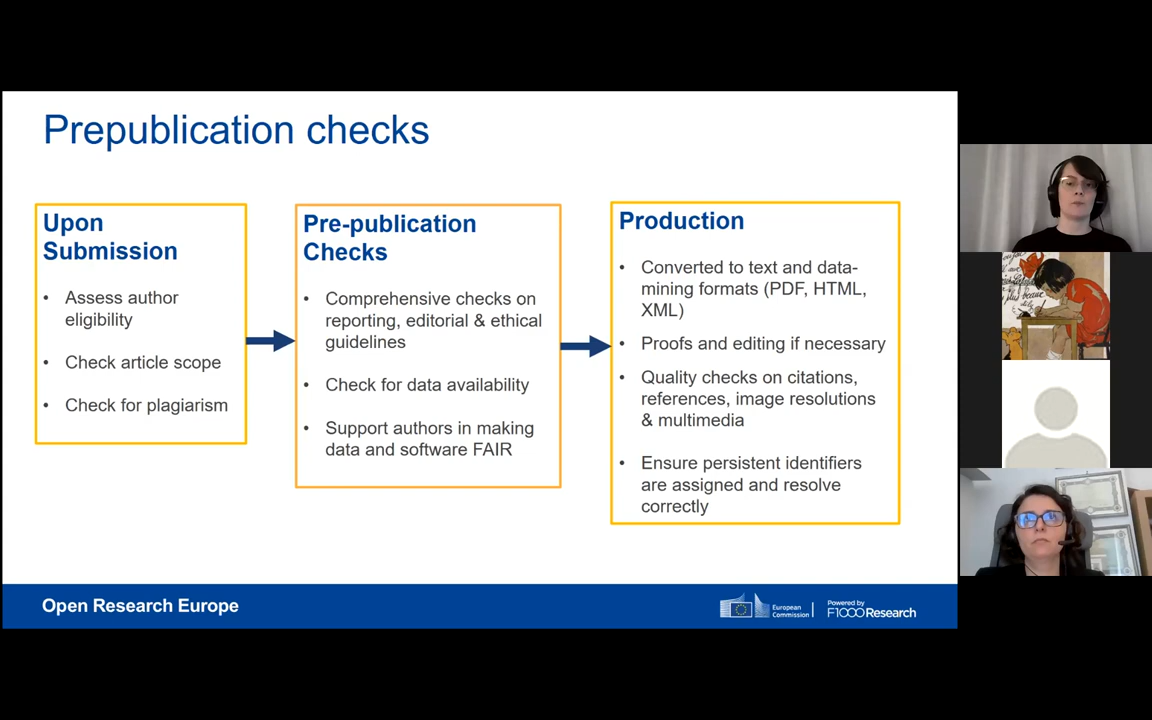 Prepublication checks
Upon
Submission
• Assess author
eligibility
• Check article scope
• Check for plagiarism
Pre-publication
Checks
• Comprehensive checks on
reporting, editorial & ethical
guidelines
• Check for data availability
• Support authors in making
data and software FAIR
Production
• Converted to text and data-
mining formats (PDF, HTML,
XML)
• Proofs and editing if necessary
• Quality checks on citations,
references, image resolutions
& multimedia
• Ensure persistent identifiers
are assigned and resolve
correctly
Open Research Europe
European
Commission
Powered by
F1000Research